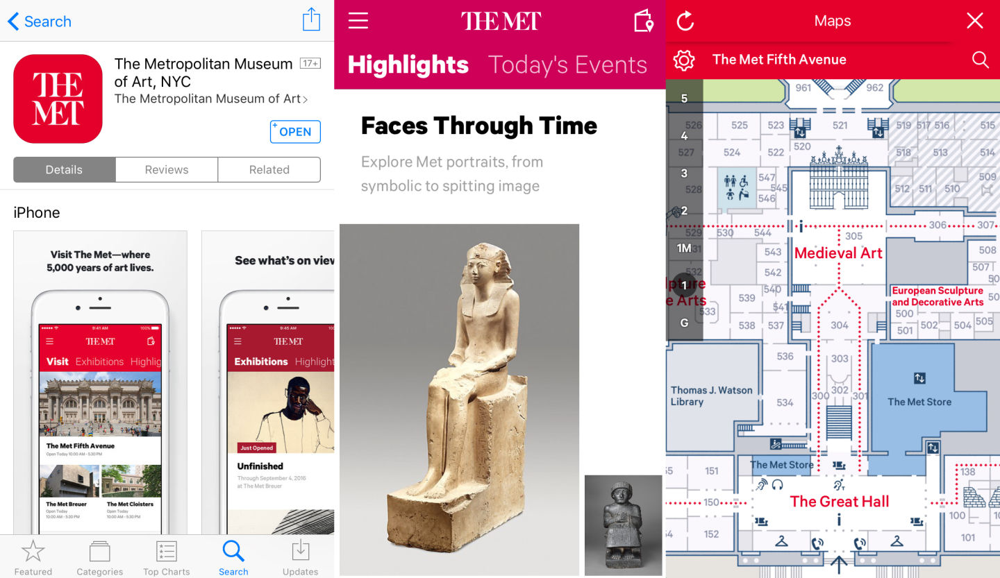 Search
The Metropolitan Museum 17+
of Art, NYC
The Metropolitan Museum of Art
+ OPEN
THE
MET
Details Reviews Related
iPhone
Visit The Met—where
5,000 years of art lives.
9:41 AM 100%
THE MET
Visit Exhibitions Highlig
The Met Fifth Avenue
Open Today 10:00 AM - 5:30 PM
The Met Breuer
Open Today
10:00 AM - 5:30 PM
The Met Cloisters
Open Today
10:00 AM - 5:30 PM
See what's on view
9:45 AM
THE MET
Exhibitions Highlight
Just Opened
Unfinished
Through September 4, 2016
at The Met Breuer
Featured Categories Top Charts Search Updates
THE MET
Highlights Today's Events
Faces Through Time
Explore Met portraits, from
symbolic to spitting image
Maps
The Met Fifth Avenue
5
4
3
2
1M
1
G
961 962
526 525 523 521 519 517 516 515
520
527 524 522 518 513 514
547 509
528 545 512 511 510
546
306 307
529 530 544 305
531 543 Medieval Art 508
532 542 507
lpture
e Arts
540 European Sculpture
and Decorative Arts
539 541
533 500
538 537 304 501 502 504 505
536 303
Thomas J. Watson
Library
534 300 302 301
The Met Store
The Met Store
151 138
150 The Great Hall
100
152 101